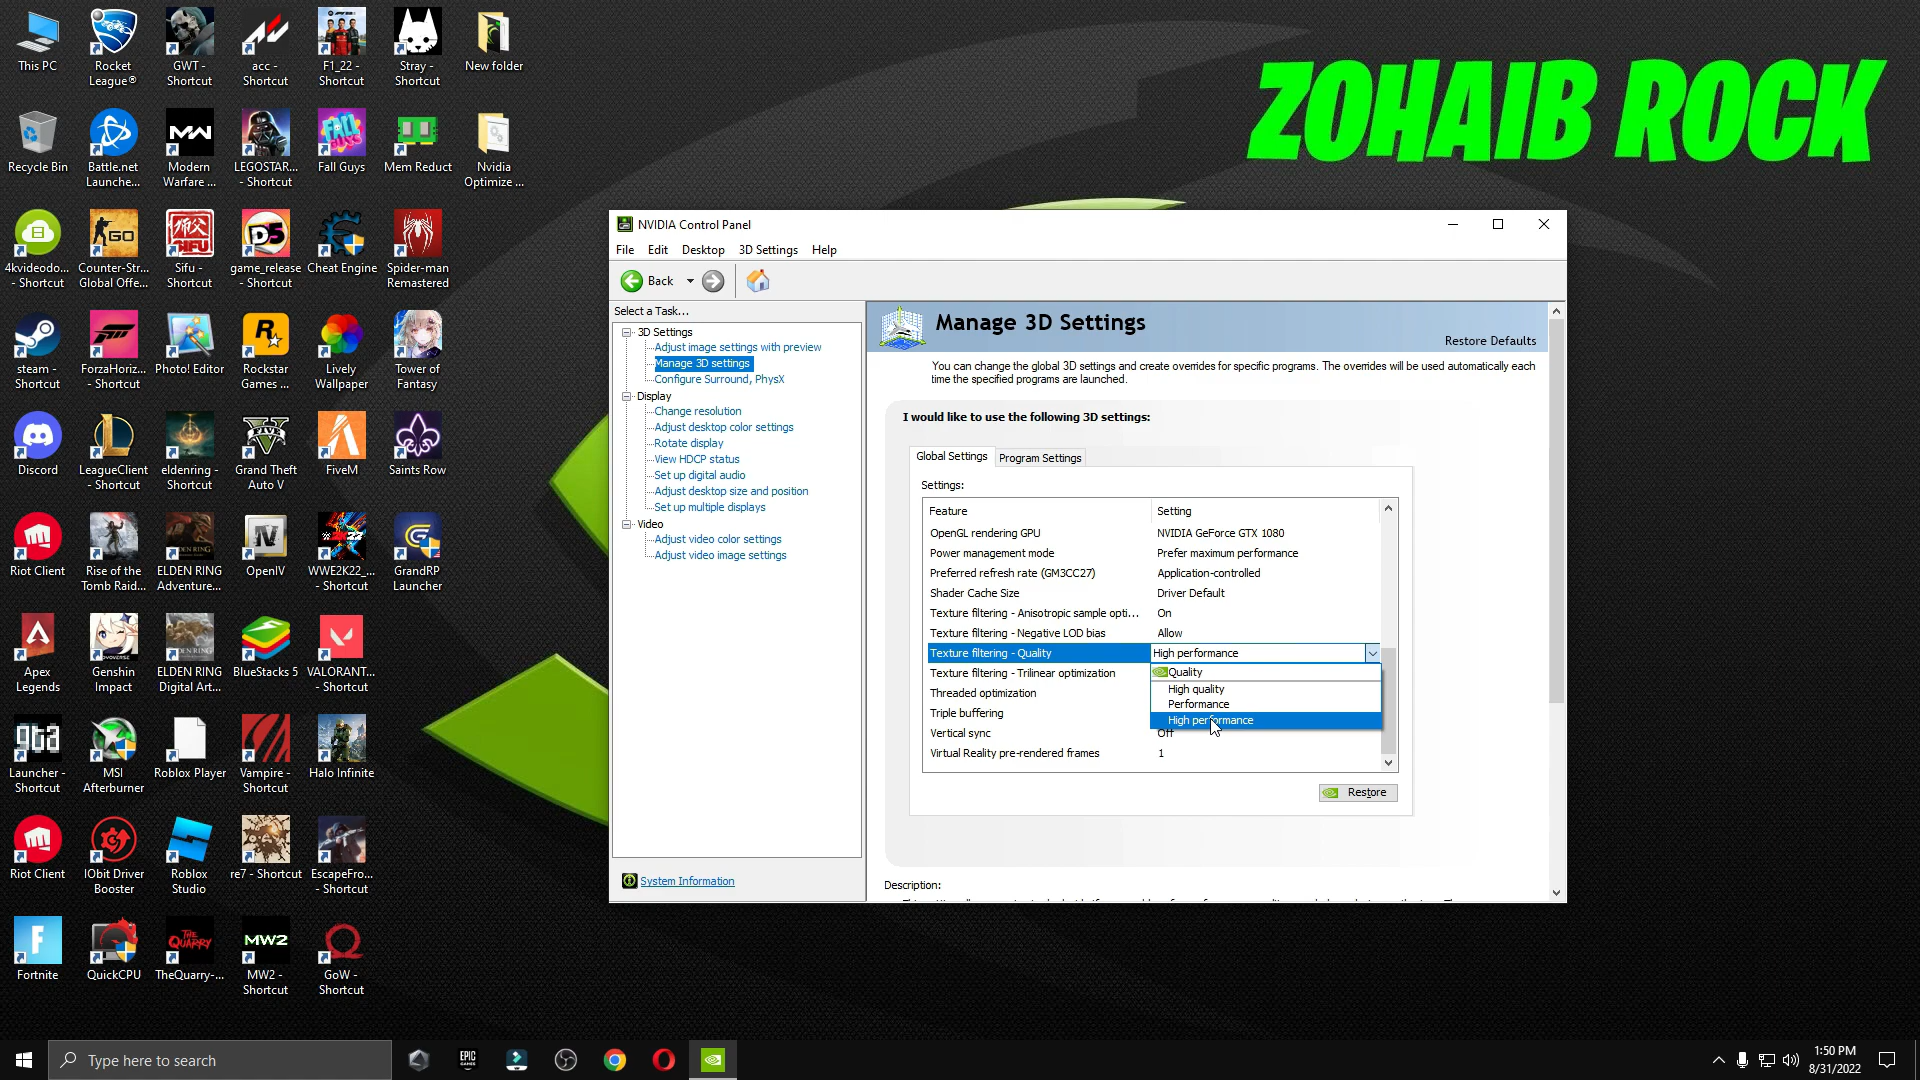 This PC
Rocket
League®
GWT -
Shortcut
acc -
Shortcut
F1_22 -
Shortcut
Stray -
Shortcut
New folder
ZOHAIB ROCK
Recycle Bin
Battle.net
Launche...
Modern
Warfare ...
LEGOSTAR...
- Shortcut
Fall Guys
Mem Reduct
Nvidia
Optimize ...
4kvideodo...
- Shortcut
Counter-Str...
Global Offe...
Sifu -
Shortcut
game_release
- Shortcut
Cheat Engine
Spider-man
Remastered
steam -
Shortcut
ForzaHoriz...
- Shortcut
Photo! Editor
Rockstar
Games ...
Lively
Wallpaper
Tower of
Fantasy
Discord
LeagueClient
- Shortcut
eldenring -
Shortcut
Grand Theft
Auto V
FiveM
Saints Row
Riot Client
Rise of the
Tomb Raid...
ELDEN RING
Adventure...
OpenIV
WWE2K22_...
- Shortcut
GrandRP
Launcher
Apex
Legends
Genshin
Impact
ELDEN RING
Digital Art...
BlueStacks 5
VALORANT
- Shortcut
Launcher -
Shortcut
MSI
Afterburner
Roblox Player
Vampire -
Shortcut
Halo Infinite
Riot Client
IObit Driver
Booster
Roblox
Studio
re7 - Shortcut
EscapeFro...
- Shortcut
Fortnite
QuickCPU
TheQuarry-...
MW2 -
Shortcut
GoW -
Shortcut
NVIDIA Control Panel
File Edit Desktop 3D Settings Help
Back
Select a Task...
3D Settings
Adjust image settings with preview
Manage 3D settings
Configure Surround, PhysX
Display
Change resolution
Adjust desktop color settings
Rotate display
View HDCP status
Set up digital audio
Adjust desktop size and position
Set up multiple displays
Video
Adjust video color settings
Adjust video image settings
System Information
Manage 3D Settings
Restore Defaults
You can change the global 3D settings and create overrides for specific programs. The overrides will be used automatically each
time the specified programs are launched.
I would like to use the following 3D settings:
Global Settings Program Settings
Settings:
Feature Setting
OpenGL rendering GPU NVIDIA GeForce GTX 1080
Power management mode Prefer maximum performance
Preferred refresh rate (GM3CC27) Application-controlled
Shader Cache Size Driver Default
Texture filtering - Anisotropic sample opti... On
Texture filtering - Negative LOD bias Allow
Texture filtering - Quality High performance
Texture filtering - Trilinear optimization
Threaded optimization
Triple buffering
Vertical sync Off
Virtual Reality pre-rendered frames 1
Quality
High quality
Performance
High performance
Restore
Description:
Type here to search
1:50 PM
8/31/2022